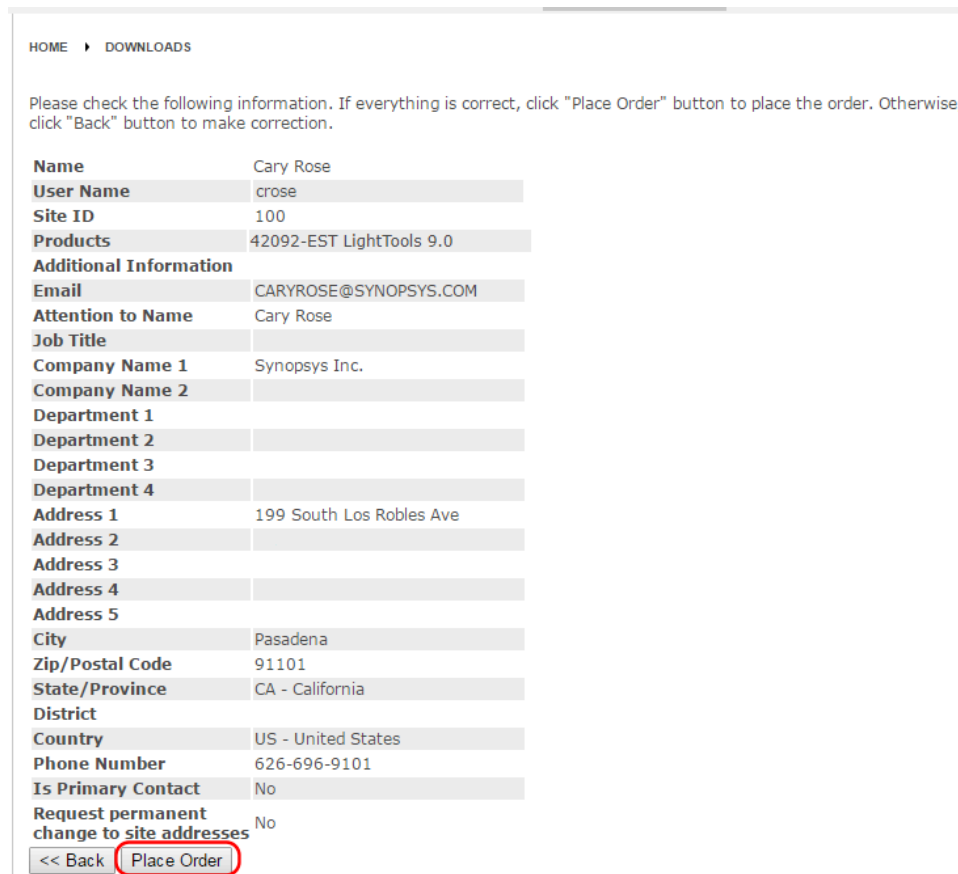 HOME ▸ DOWNLOADS
Please check the following information. If everything is correct, click "Place Order" button to place the order. Otherwise
click "Back" button to make correction.
Name Cary Rose
User Name crose
Site ID 100
Products 42092-EST LightTools 9.0
Additional Information
Email CARYROSE@SYNOPSYS.COM
Attention to Name Cary Rose
Job Title
Company Name 1 Synopsys Inc.
Company Name 2
Department 1
Department 2
Department 3
Department 4
Address 1 199 South Los Robles Ave
Address 2
Address 3
Address 4
Address 5
City Pasadena
Zip/Postal Code 91101
State/Province CA - California
District
Country US - United States
Phone Number 626-696-9101
Is Primary Contact No
Request permanent
change to site addresses No
<< Back Place Order